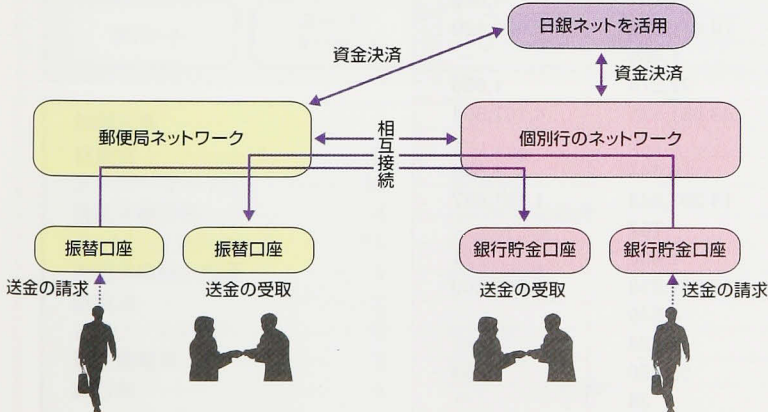 日銀ネットを活用
資金決済
資金決済
郵便局ネットワーク
相互接続
個別行のネットワーク
振替口座
振替口座
銀行貯金口座
銀行貯金口座
送金の請求
送金の受取
送金の受取
送金の請求